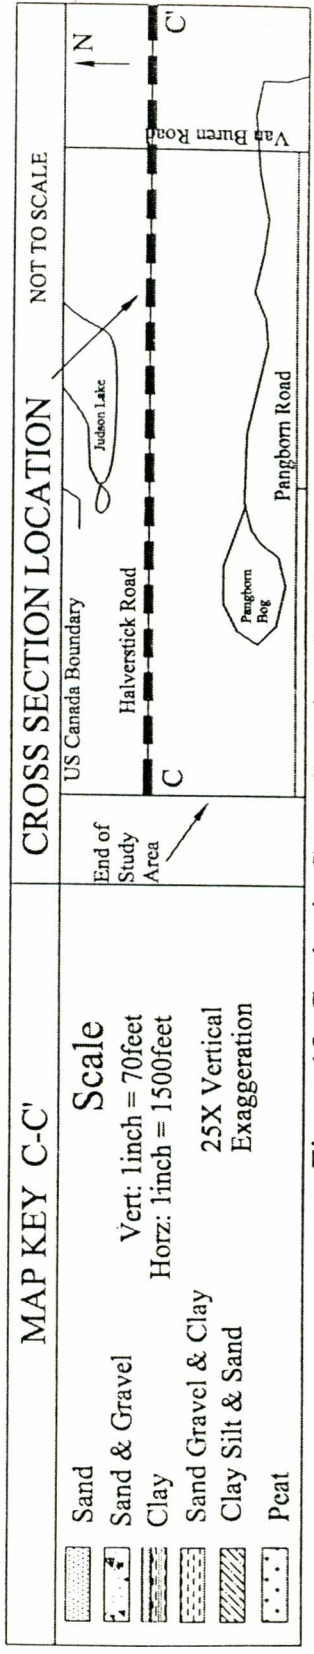 MAP KEY C-C'
Sand
Sand & Gravel
Clay
Sand Gravel & Clay
Clay Silt & Sand
Peat
Scale
Vert: 1inch = 70feet
Horz: 1inch = 1500feet
25X Vertical
Exaggeration
CROSS SECTION LOCATION
NOT TO SCALE
End of
Study
Area
US Canada Boundary
Judson Lake
N
Halverstick Road
C
C'
Van Buren Road
Pangborn
Bog
Pangborn Road